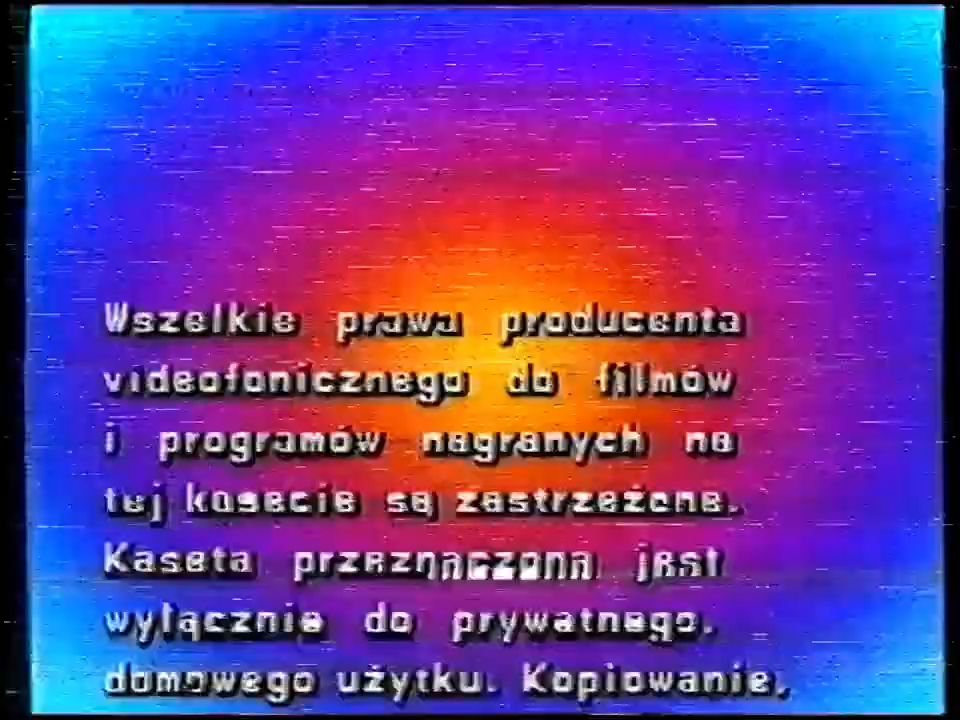 Wszelkie prawa producenta
videofonicznego do filmów
i programów nagranych na
tej kasecie są zastrzeżone.
Kaseta przeznaczona jest
wyłącznie do prywatnego,
domowego użytku. Kopiowanie,